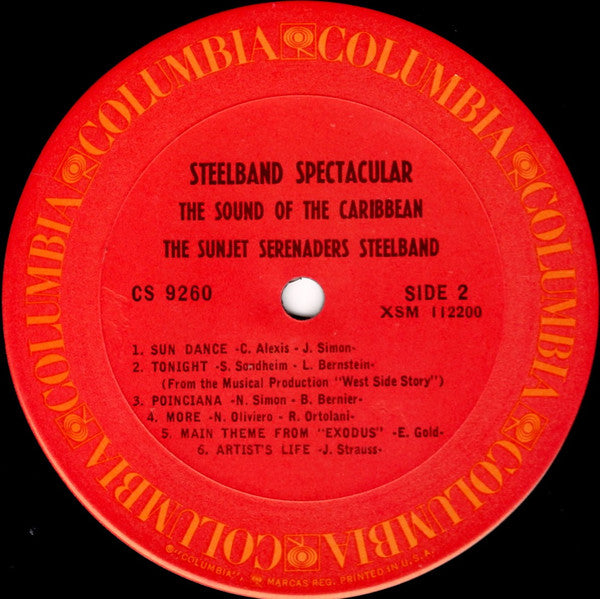 COLUMBIA COLUMBIA COLUMBIA COLUMBIA COLUMBIA COLUMBIA
STEELBAND SPECTACULAR
THE SOUND OF THE CARIBBEAN
THE SUNJET SERENADERS STEELBAND
CS 9260
SIDE 2
XSM 112200
1. SUN DANCE -C. Alexis - J. Simon-
2. TONIGHT -S. Sondheim - L. Bernstein-
(From the Musical Production "West Side Story")
3. POINCIANA -N. Simon - B. Bernier-
4. MORE -N. Oliviero - R. Ortolani-
5. MAIN THEME FROM "EXODUS" -E. Gold-
6. ARTIST'S LIFE -J. Strauss-
"COLUMBIA", MARCAS REG. PRINTED IN U.S.A.